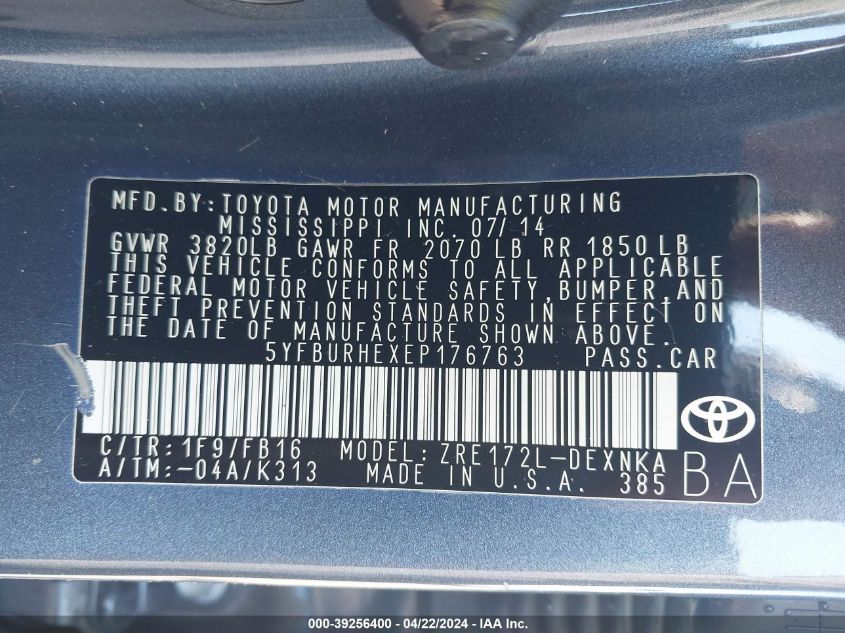 MFD.BY:TOYOTA MOTOR MANUFACTURING
MISSISSIPPI INC. 07/14
GVWR 3820LB GAWR FR 2070 LB RR 1850 LB
THIS VEHICLE CONFORMS TO ALL APPLICABLE
FEDERAL MOTOR VEHICLE SAFETY,BUMPER,AND
THEFT PREVENTION STANDARDS IN EFFECT ON
THE DATE OF MANUFACTURE SHOWN ABOVE.
5YFBURHEXEP176763 PASS.CAR
C/TR:1F9/FB16 MODEL:ZRE172L-DEXNKA
A/TM:-04A/K313 MADE IN U.S.A. 385 BA
000-39256400 - 04/22/2024 - IAA Inc.